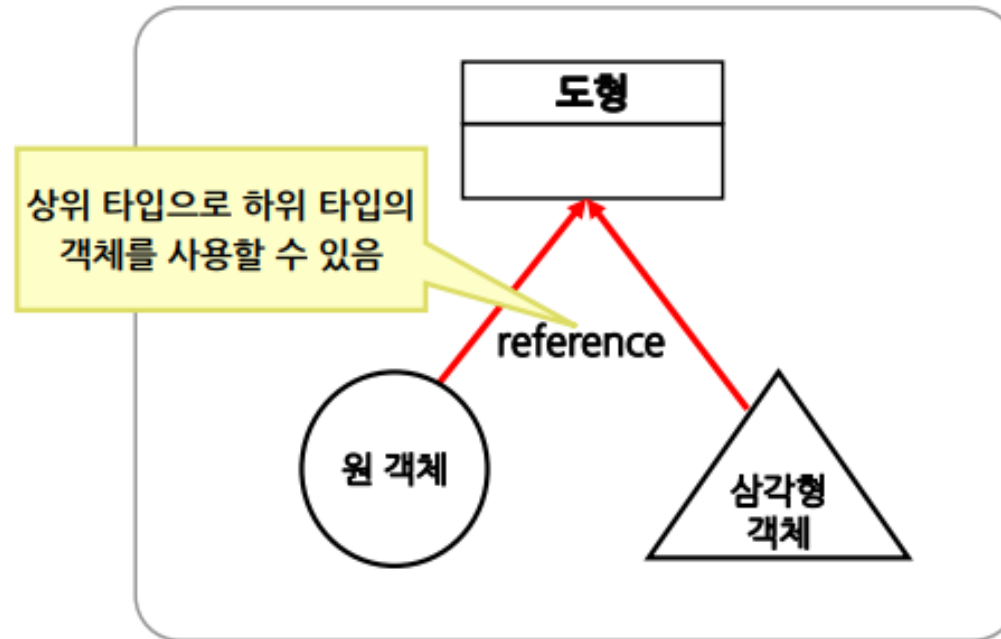 도형
상위 타입으로 하위 타입의
객체를 사용할 수 있음
reference
원 객체
삼각형
객체